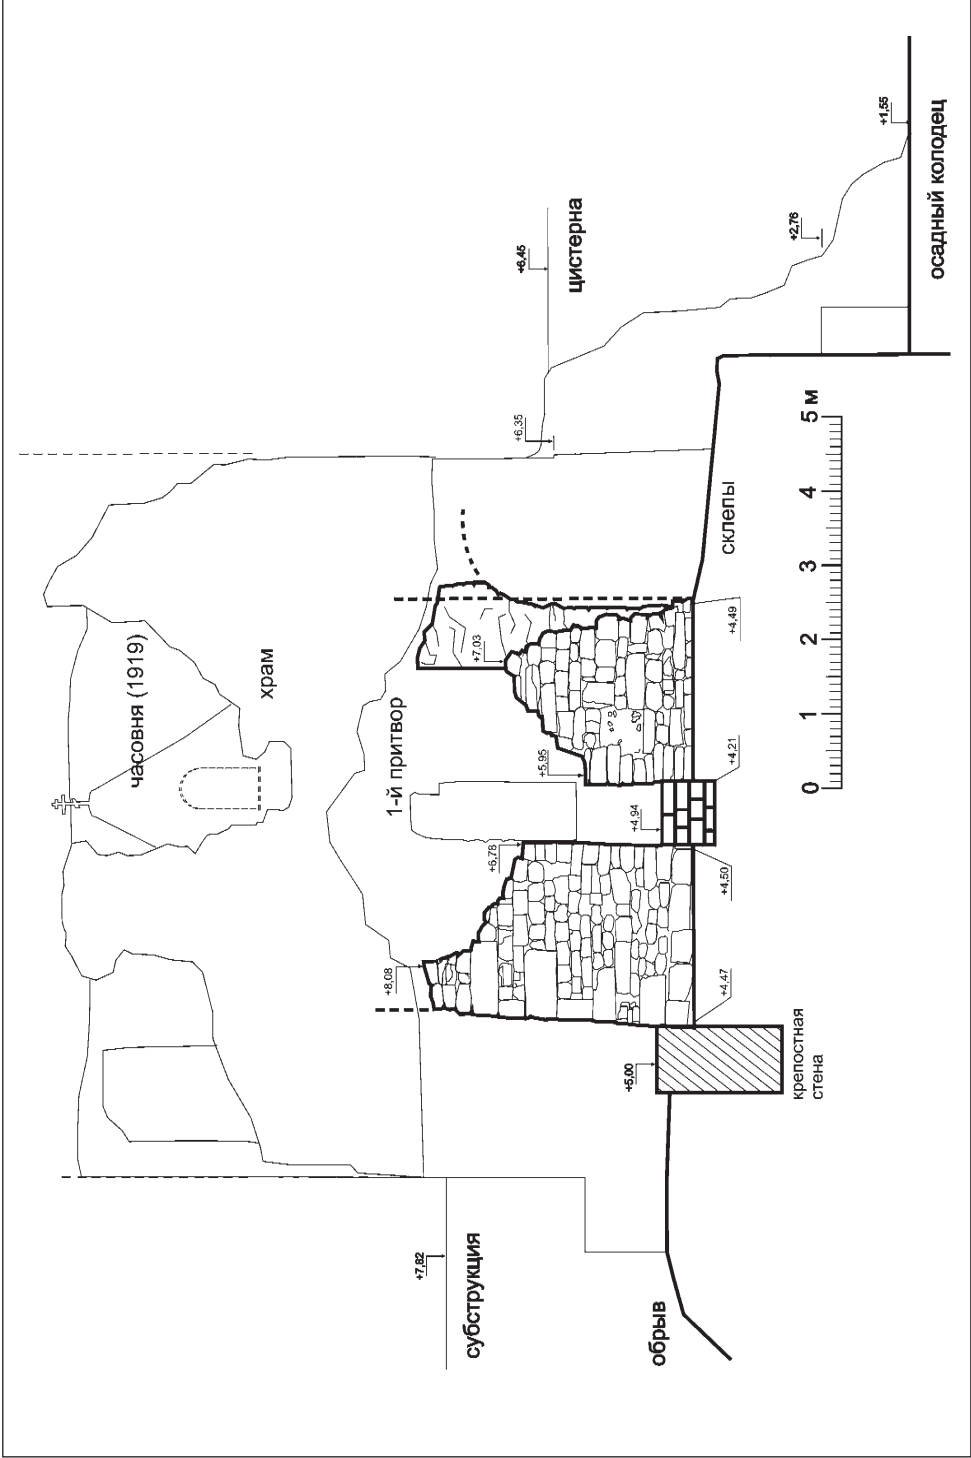 часовня (1919)
храм
1-й притвор
+8,08
+7,82
субструкция
обрыв
+5,00
крепостная
стена
+4,47
+4,50
+6,78
+4,94
+5,95
+4,21
+7,03
+4,49
склепы
+6,35
+6,45
цистерна
+2,76
+1,55
осадный колодец
0 1 2 3 4 5 м